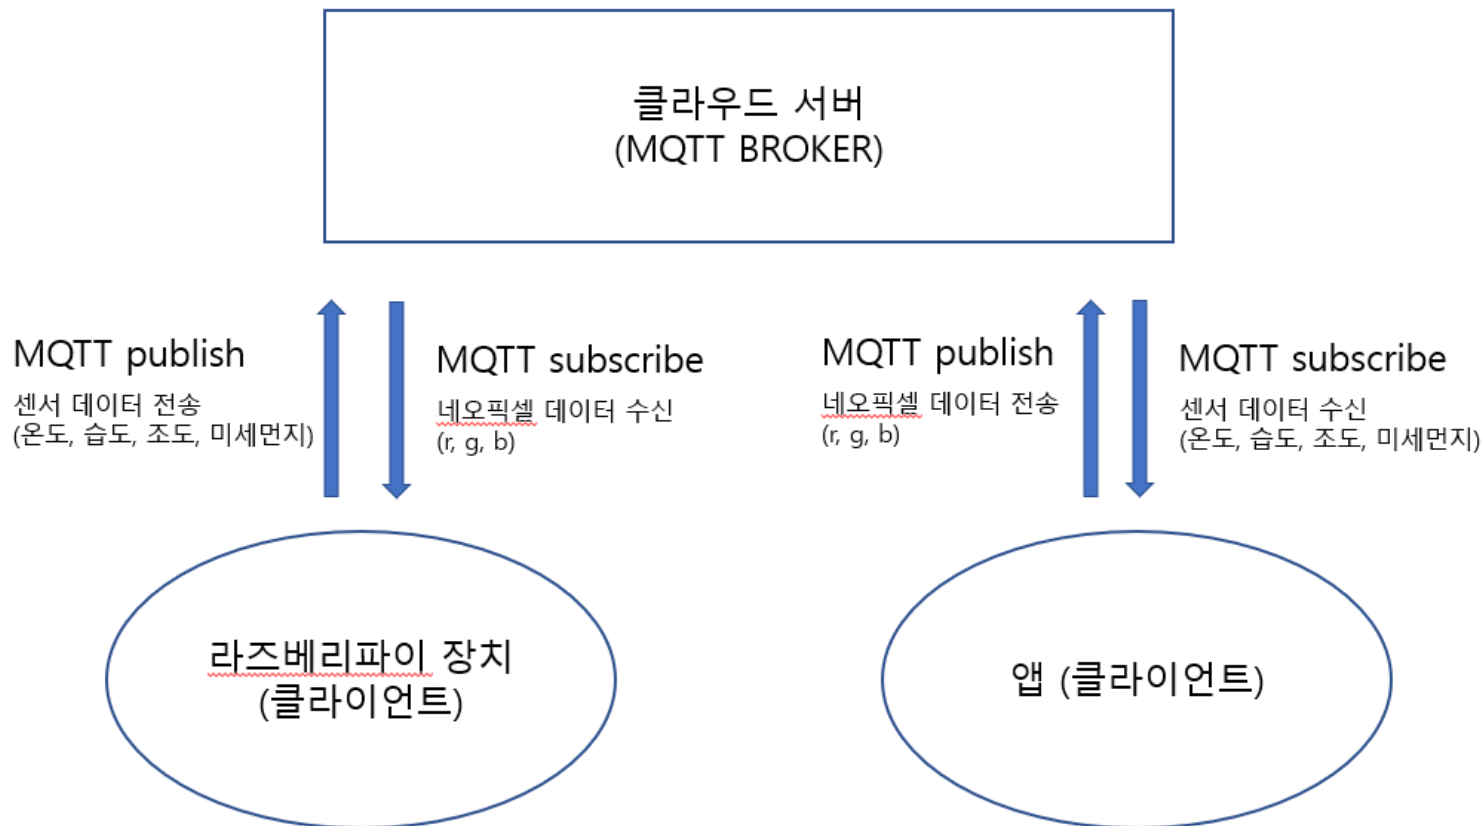 클라우드 서버
(MQTT BROKER)
MQTT publish
센서 데이터 전송
(온도, 습도, 조도, 미세먼지)
MQTT subscribe
네오픽셀 데이터 수신
(r, g, b)
MQTT publish
네오픽셀 데이터 전송
(r, g, b)
MQTT subscribe
센서 데이터 수신
(온도, 습도, 조도, 미세먼지)
라즈베리파이 장치
(클라이언트)
앱 (클라이언트)